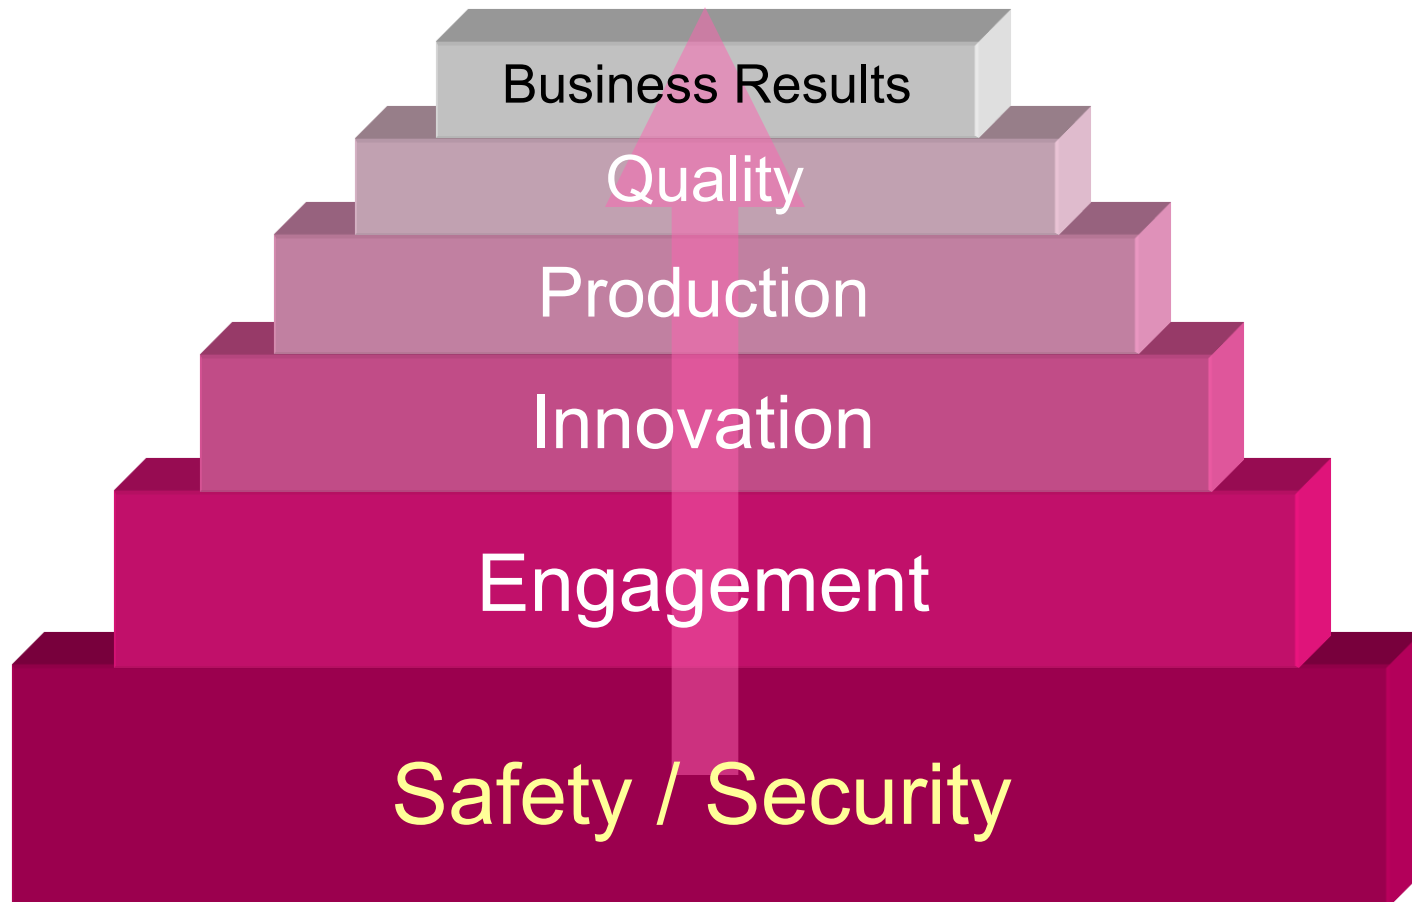 Business Results
Quality
Production
Innovation
Engagement
Safety / Security